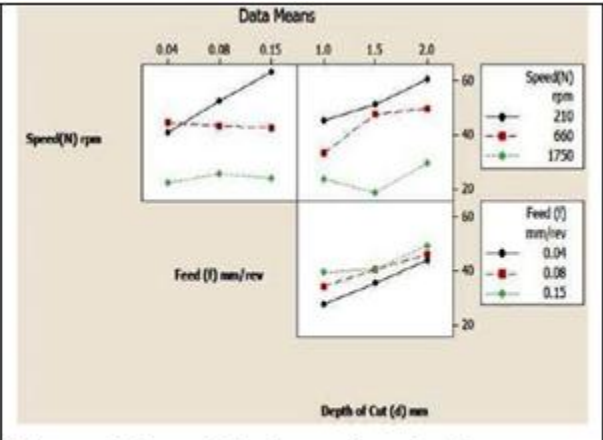 Data Means
0.04 0.08 0.15 1.0 1.5 2.0
Speed(N) rpm
60
40
20
Speed(N)
rpm
210
660
1750
Feed (f) mm/rev
60
40
20
Feed (f)
mm/rev
0.04
0.08
0.15
Depth of Cut (d) mm